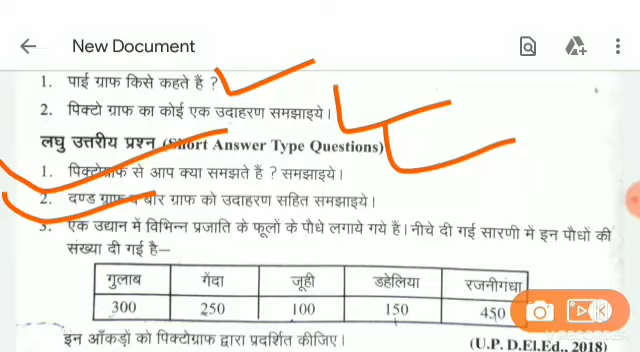 New Document
1. पाई ग्राफ किसे कहते हैं ?
2. पिक्टो ग्राफ का कोई एक उदाहरण समझाइये।
लघु उत्तरीय प्रश्न (Short Answer Type Questions)
1. पिक्टोग्राफ से आप क्या समझते हैं ? समझाइये।
2. दण्ड ग्राफ व बार ग्राफ को उदाहरण सहित समझाइये।
3. एक उद्यान में विभिन्न प्रजाति के फूलों के पौधे लगाये गये हैं। नीचे दी गई सारणी में इन पौधों की
संख्या दी गई है—
गुलाब गेंदा जूही डहेलिया रजनीगंधा
300 250 100 150 450
इन आँकड़ों को पिक्टोग्राफ द्वारा प्रदर्शित कीजिए।
(U.P. D.El.Ed., 2018)